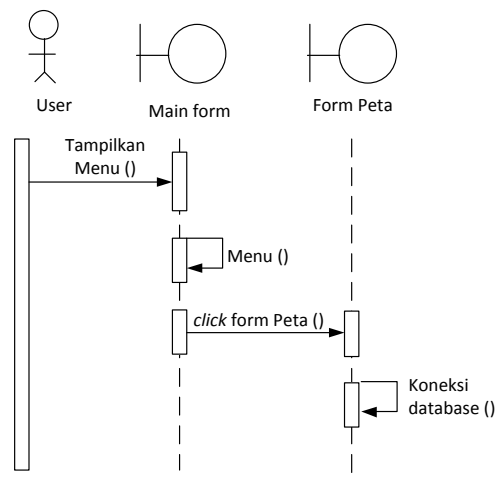 User
Main form
Form Peta
Tampilkan
Menu ()
Menu ()
click form Peta ()
Koneksi
database ()